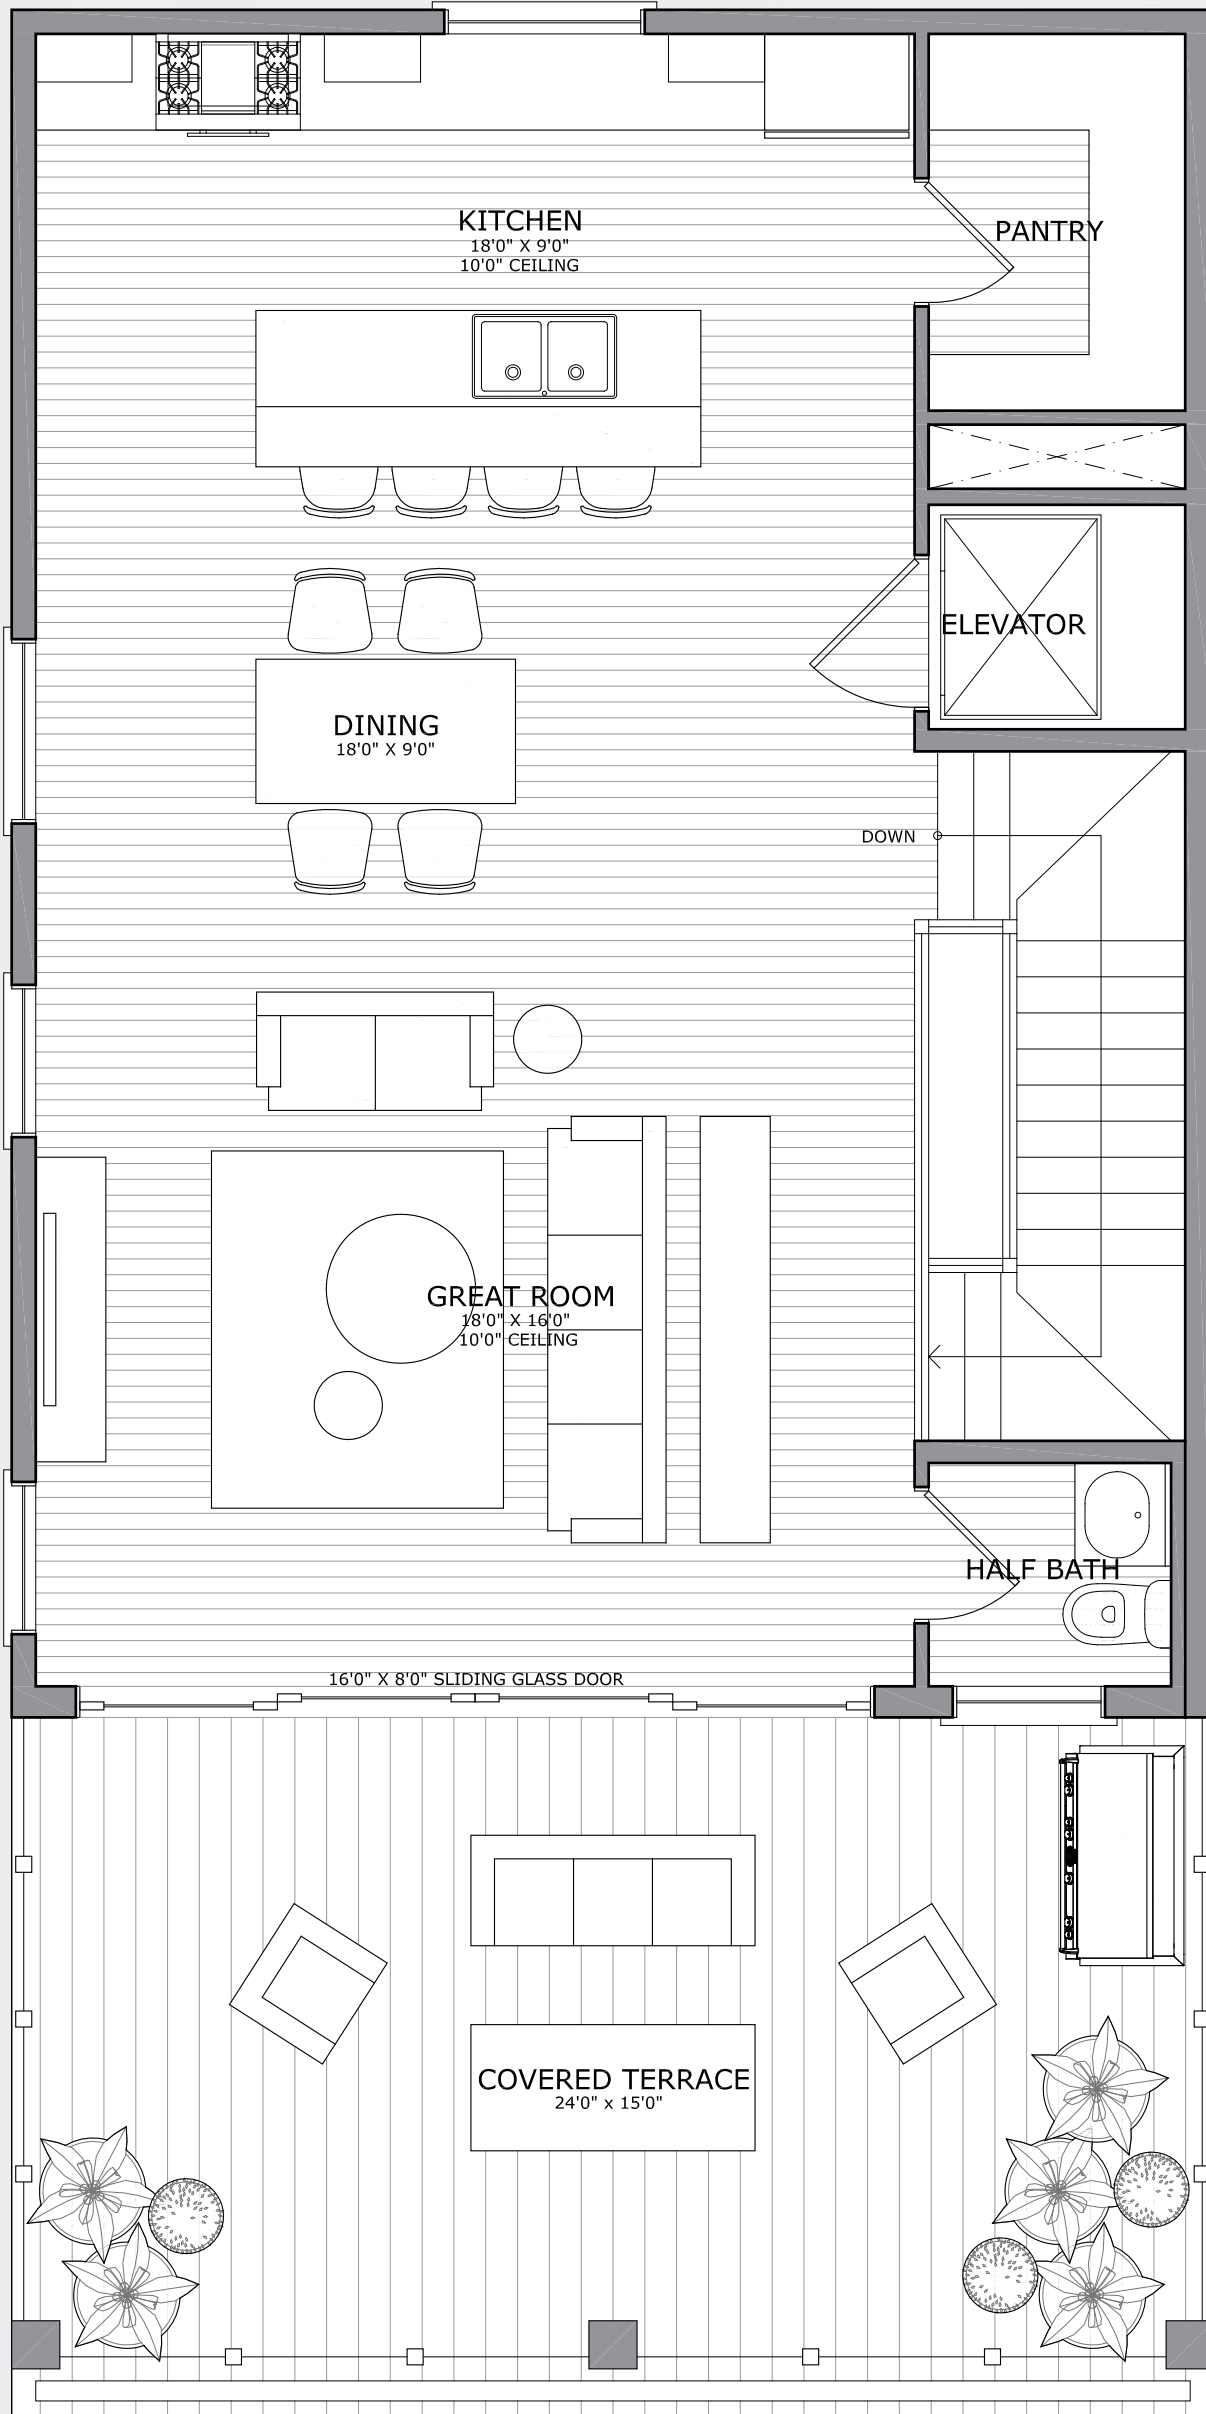 KITCHEN
18'0" X 9'0"
10'0" CEILING
PANTRY
ELEVATOR
DINING
18'0" X 9'0"
DOWN
GREAT ROOM
18'0" X 16'0"
10'0" CEILING
HALF BATH
16'0" X 8'0" SLIDING GLASS DOOR
COVERED TERRACE
24'0" x 15'0"